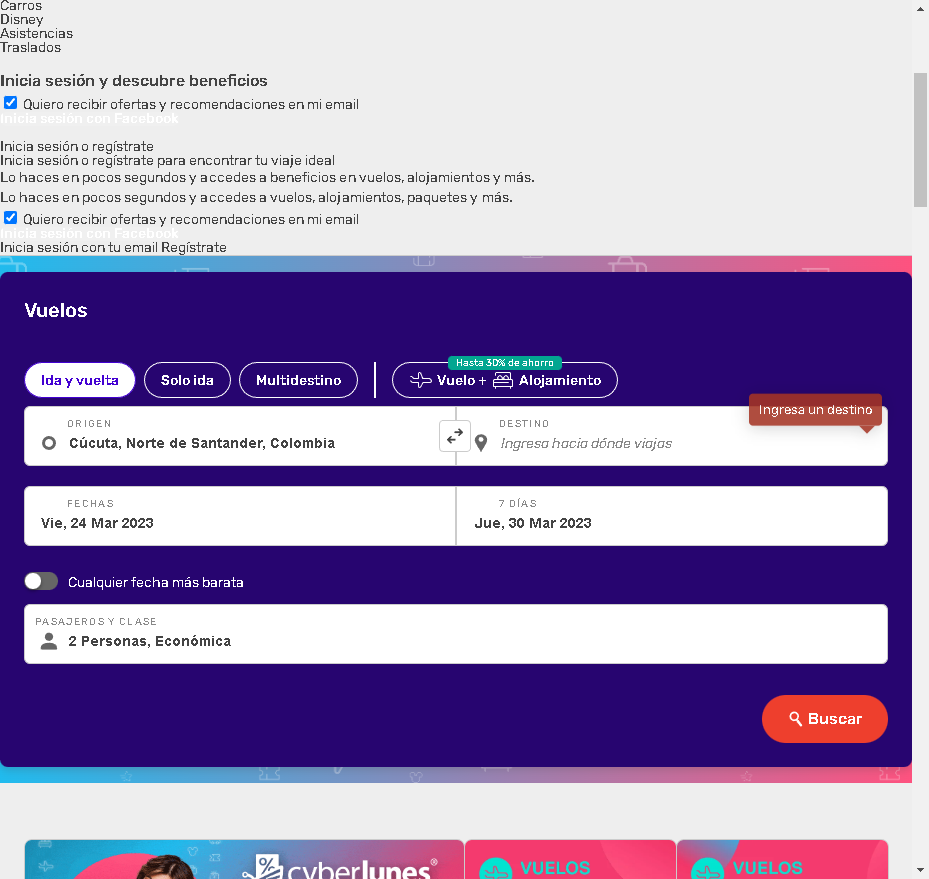 Carros
Disney
Asistencias
Traslados
Inicia sesión y descubre beneficios
Quiero recibir ofertas y recomendaciones en mi email
Inicia sesión con Facebook
Inicia sesión o regístrate
Inicia sesión o regístrate para encontrar tu viaje ideal
Lo haces en pocos segundos y accedes a beneficios en vuelos, alojamientos y más.
Lo haces en pocos segundos y accedes a vuelos, alojamientos, paquetes y más.
Quiero recibir ofertas y recomendaciones en mi email
Inicia sesión con Facebook
Inicia sesión con tu email Regístrate
Vuelos
Hasta 30% de ahorro
Ida y vuelta Solo ida Multidestino Vuelo + Alojamiento
Ingresa un destino
ORIGEN DESTINO
Cúcuta, Norte de Santander, Colombia Ingresa hacia dónde viajas
FECHAS 7 DÍAS
Vie, 24 Mar 2023 Jue, 30 Mar 2023
Cualquier fecha más barata
PASAJEROS Y CLASE
2 Personas, Económica
Buscar
cyberlunes® VUELOS VUELOS